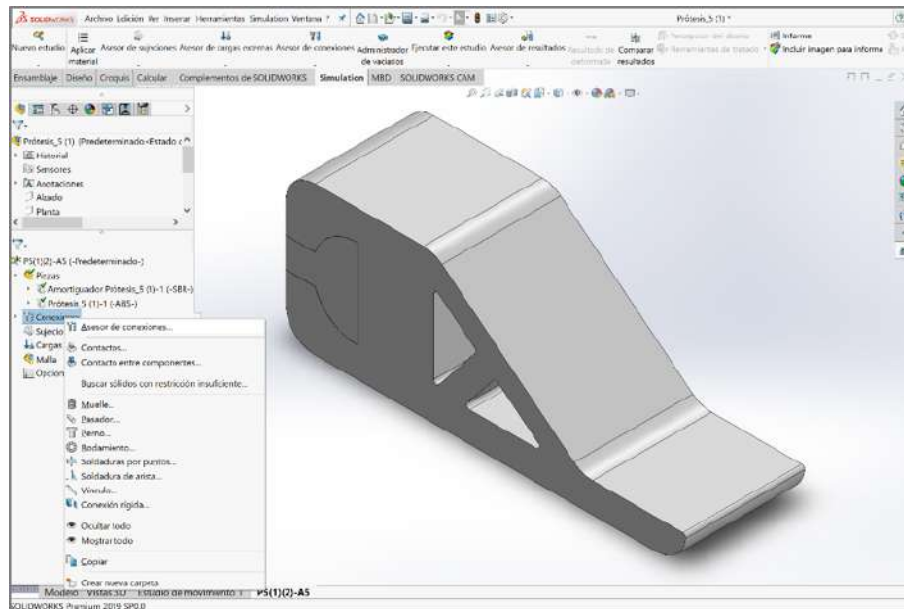 SOLIDWORKS Archivo Edición Ver Insertar Herramientas Simulation Ventana ? Prótesis_5 (1) *
Nuevo estudio
Aplicar material
Asesor de sujeciones
Asesor de cargas externas
Asesor de conexiones
Administrador de vaciados
Ejecutar este estudio
Asesor de resultados
Resultado de deformada
Comparar resultados
Herramientas de trazado
Informe
Incluir imagen para informe
Ensamblaje Diseño Croquis Calcular Complementos de SOLIDWORKS Simulation MBD SOLIDWORKS CAM
Prótesis_5 (1) (Predeterminado<Estado c
Historial
Sensores
Anotaciones
Alzado
Planta
P5(1)(2)-A5 (-Predeterminado-)
Piezas
Amortiguador Prótesis_5 (1)-1 (-SBR-)
Prótesis 5 (1)-1 (-ABS-)
Conexiones
Sujecio
Cargas
Malla
Opcion
Asesor de conexiones...
Contactos...
Contacto entre componentes...
Buscar sólidos con restricción insuficiente...
Muelle...
Pasador...
Perno...
Rodamiento...
Soldaduras por puntos...
Soldadura de arista...
Vínculo...
Conexión rígida...
Ocultar todo
Mostrar todo
Copiar
Crear nueva carpeta
Modelo Vistas 3D Estudio de movimiento 1 P5(1)(2)-A5
SOLIDWORKS Premium 2019 SP0.0